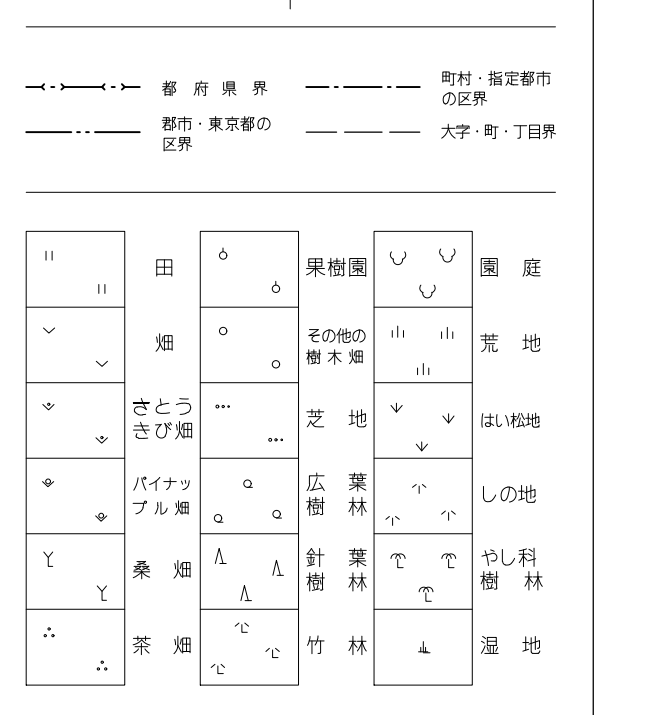 都府県界
町村・指定都市
の区界
郡市・東京都の
区界
大字・町・丁目界
田
果樹園
園庭
畑
その他の
樹木畑
荒地
さとう
きび畑
芝地
はい松地
パイナッ
プル畑
広葉
樹林
しの地
桑畑
針葉
樹林
やし科
樹林
茶畑
竹林
湿地